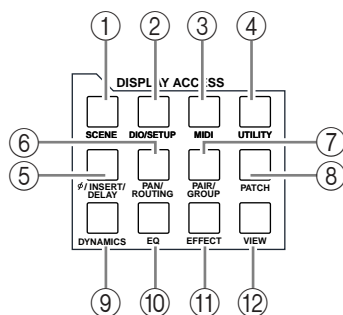 ① ② ③ ④
DISPLAY ACCESS
SCENE DIO/SETUP MIDI UTILITY
⑥ ⑦
⑤ ⑧
ø/INSERT/ DELAY PAN/ ROUTING PAIR/ GROUP PATCH
DYNAMICS EQ EFFECT VIEW
⑨ ⑩ ⑪ ⑫